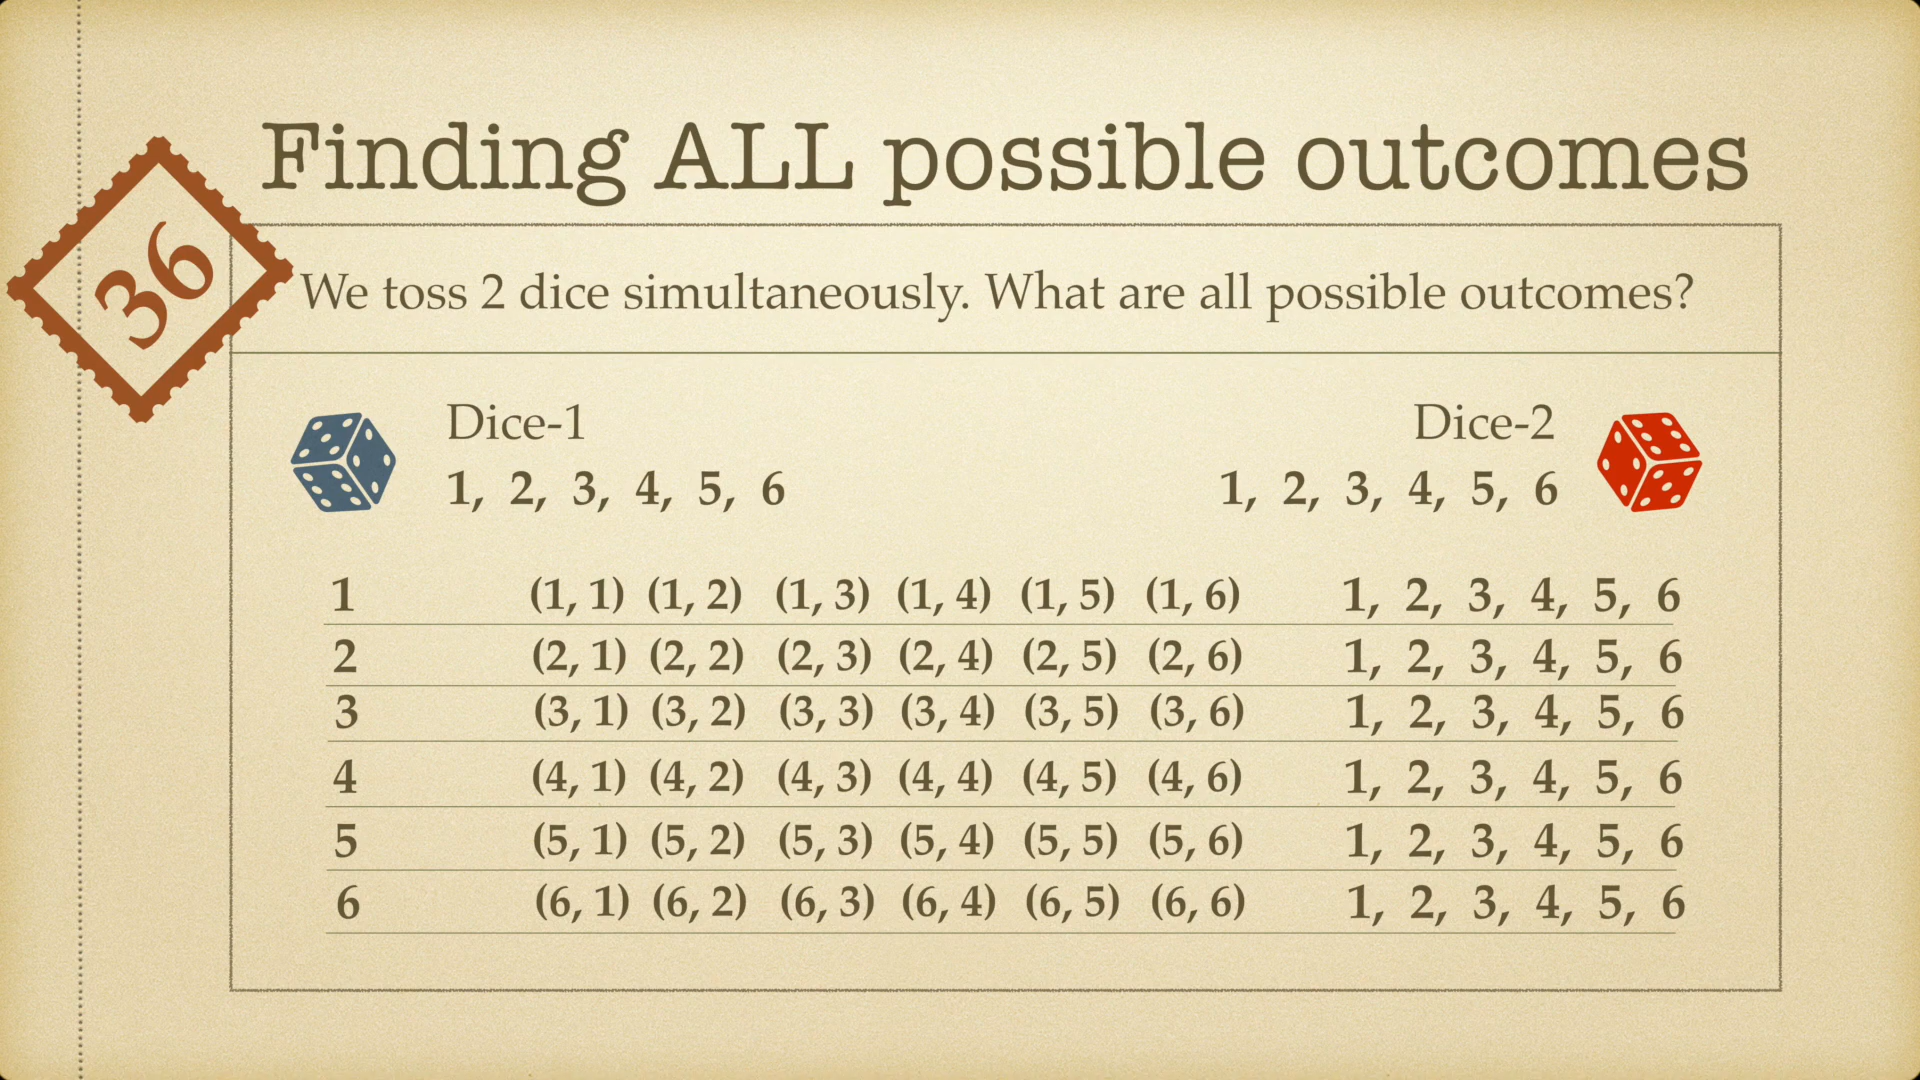 Finding ALL possible outcomes
36
We toss 2 dice simultaneously. What are all possible outcomes?
Dice-1
1, 2, 3, 4, 5, 6
Dice-2
1, 2, 3, 4, 5, 6
1 (1, 1) (1, 2) (1, 3) (1, 4) (1, 5) (1, 6) 1, 2, 3, 4, 5, 6
2 (2, 1) (2, 2) (2, 3) (2, 4) (2, 5) (2, 6) 1, 2, 3, 4, 5, 6
3 (3, 1) (3, 2) (3, 3) (3, 4) (3, 5) (3, 6) 1, 2, 3, 4, 5, 6
4 (4, 1) (4, 2) (4, 3) (4, 4) (4, 5) (4, 6) 1, 2, 3, 4, 5, 6
5 (5, 1) (5, 2) (5, 3) (5, 4) (5, 5) (5, 6) 1, 2, 3, 4, 5, 6
6 (6, 1) (6, 2) (6, 3) (6, 4) (6, 5) (6, 6) 1, 2, 3, 4, 5, 6